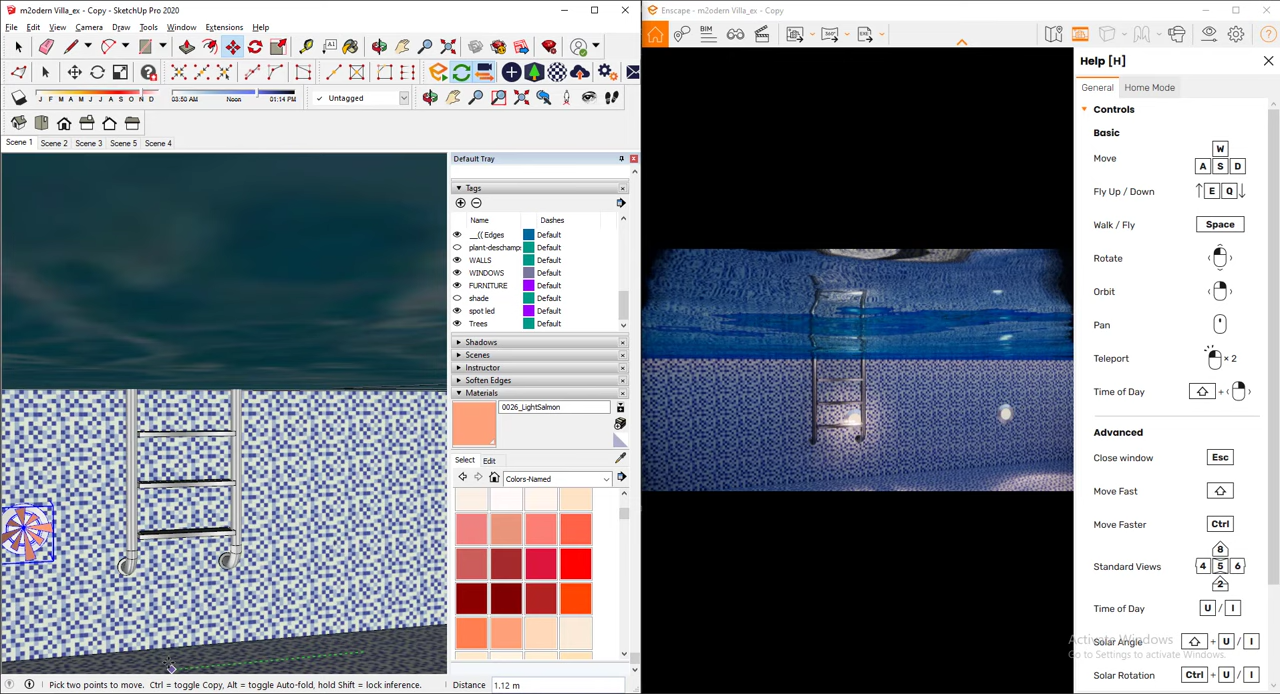 m2odern Villa_ex - Copy - SketchUp Pro 2020
File Edit View Camera Draw Tools Window Extensions Help
J F M A M J J A S O N D
03:50 AM Noon 01:14 PM
Untagged
Scene 1 Scene 2 Scene 3 Scene 5 Scene 4
Default Tray
Tags
Name Dashes
__(( Edges Default
plant-deschamps Default
WALLS Default
WINDOWS Default
FURNITURE Default
shade Default
spot led Default
Trees Default
Shadows
Scenes
Instructor
Soften Edges
Materials
0026_LightSalmon
Select Edit
Colors-Named
Pick two points to move. Ctrl = toggle Copy, Alt = toggle Auto-fold, hold Shift = lock inference.
Distance 1.12 m
Enscape - m2odern Villa_ex - Copy
BIM
Help [H]
General Home Mode
Controls
Basic
Move W A S D
Fly Up / Down E Q
Walk / Fly Space
Rotate
Orbit
Pan
Teleport × 2
Time of Day +
Advanced
Close window Esc
Move Fast
Move Faster Ctrl
Standard Views 8 4 5 6 2
Time of Day U / I
Solar Angle + U / I
Solar Rotation Ctrl + U / I
Activate Windows
Go to Settings to activate Windows.